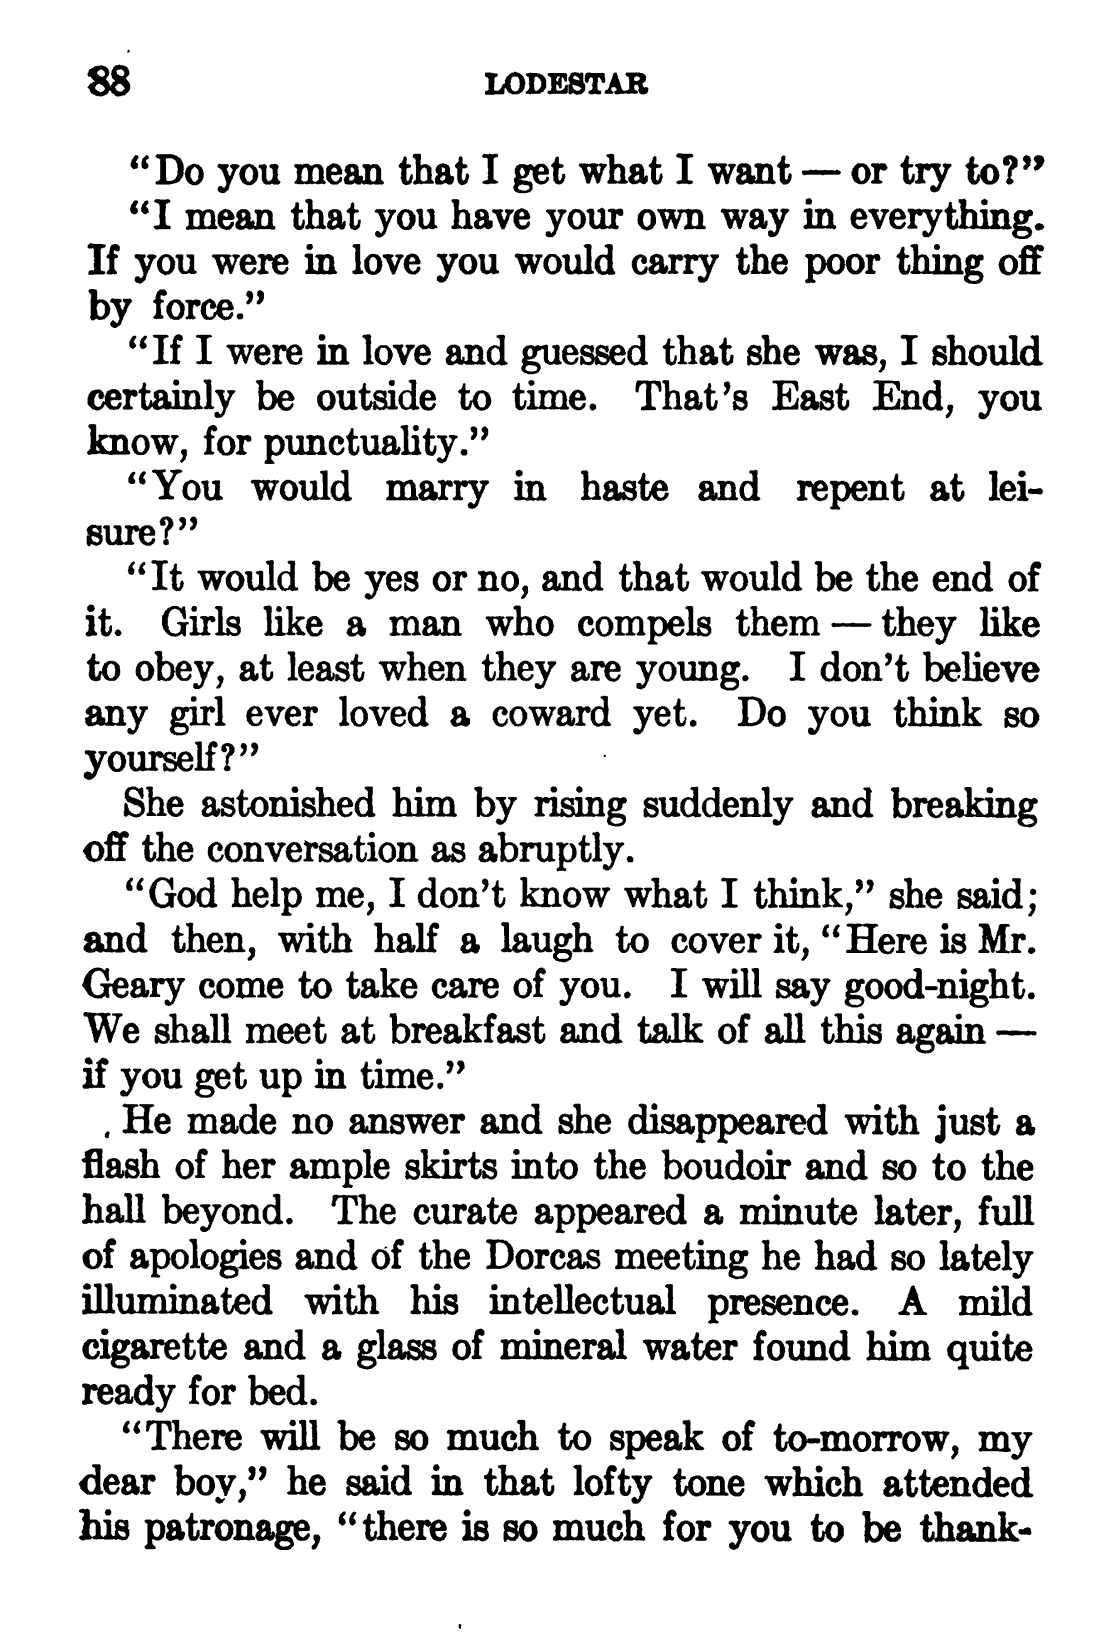 88 LODESTAR
“Do you mean that I get what I want — or try to?”
“I mean that you have your own way in everything.
If you were in love you would carry the poor thing off
by force.”
“If I were in love and guessed that she was, I should
certainly be outside to time. That’s East End, you
know, for punctuality.”
“You would marry in haste and repent at lei-
sure?”
“It would be yes or no, and that would be the end of
it. Girls like a man who compels them — they like
to obey, at least when they are young. I don’t believe
any girl ever loved a coward yet. Do you think so
yourself?”
She astonished him by rising suddenly and breaking
off the conversation as abruptly.
“God help me, I don’t know what I think,” she said;
and then, with half a laugh to cover it, “Here is Mr.
Geary come to take care of you. I will say good-night.
We shall meet at breakfast and talk of all this again —
if you get up in time.”
He made no answer and she disappeared with just a
flash of her ample skirts into the boudoir and so to the
hall beyond. The curate appeared a minute later, full
of apologies and of the Dorcas meeting he had so lately
illuminated with his intellectual presence. A mild
cigarette and a glass of mineral water found him quite
ready for bed.
“There will be so much to speak of to-morrow, my
dear boy,” he said in that lofty tone which attended
his patronage, “there is so much for you to be thank-